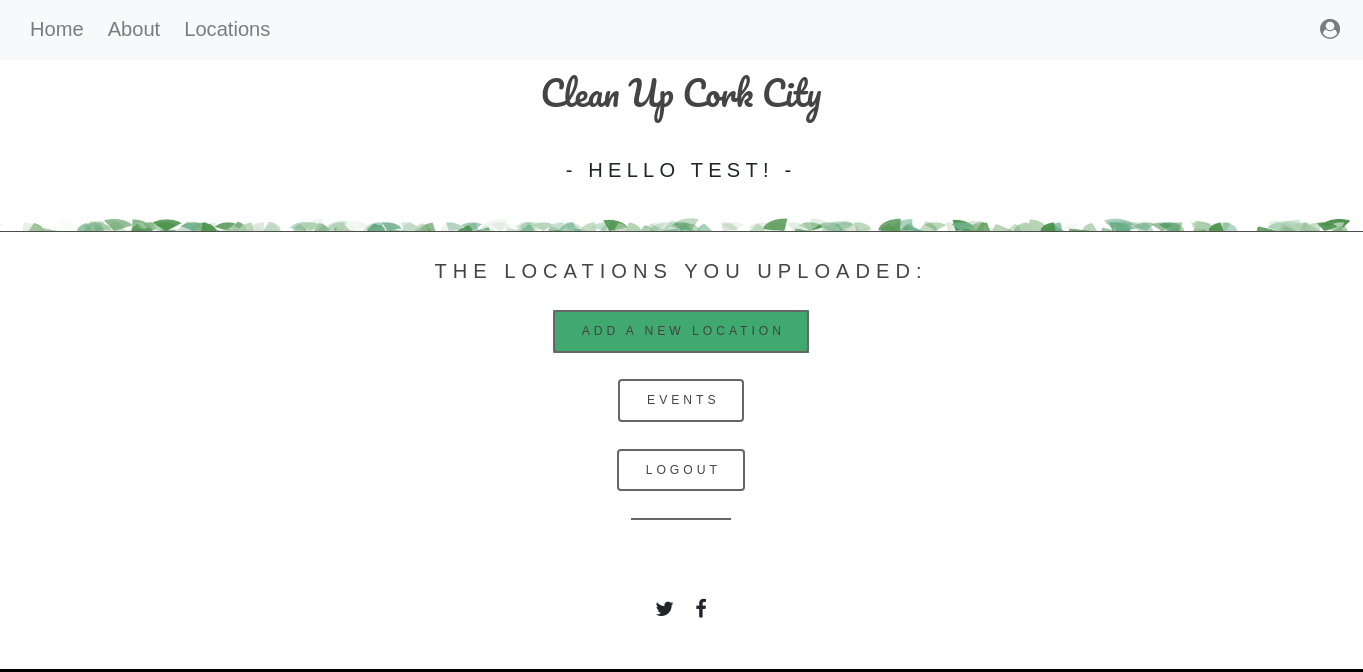 Home About Locations
Clean Up Cork City
- HELLO TEST! -
THE LOCATIONS YOU UPLOADED:
ADD A NEW LOCATION
EVENTS
LOGOUT